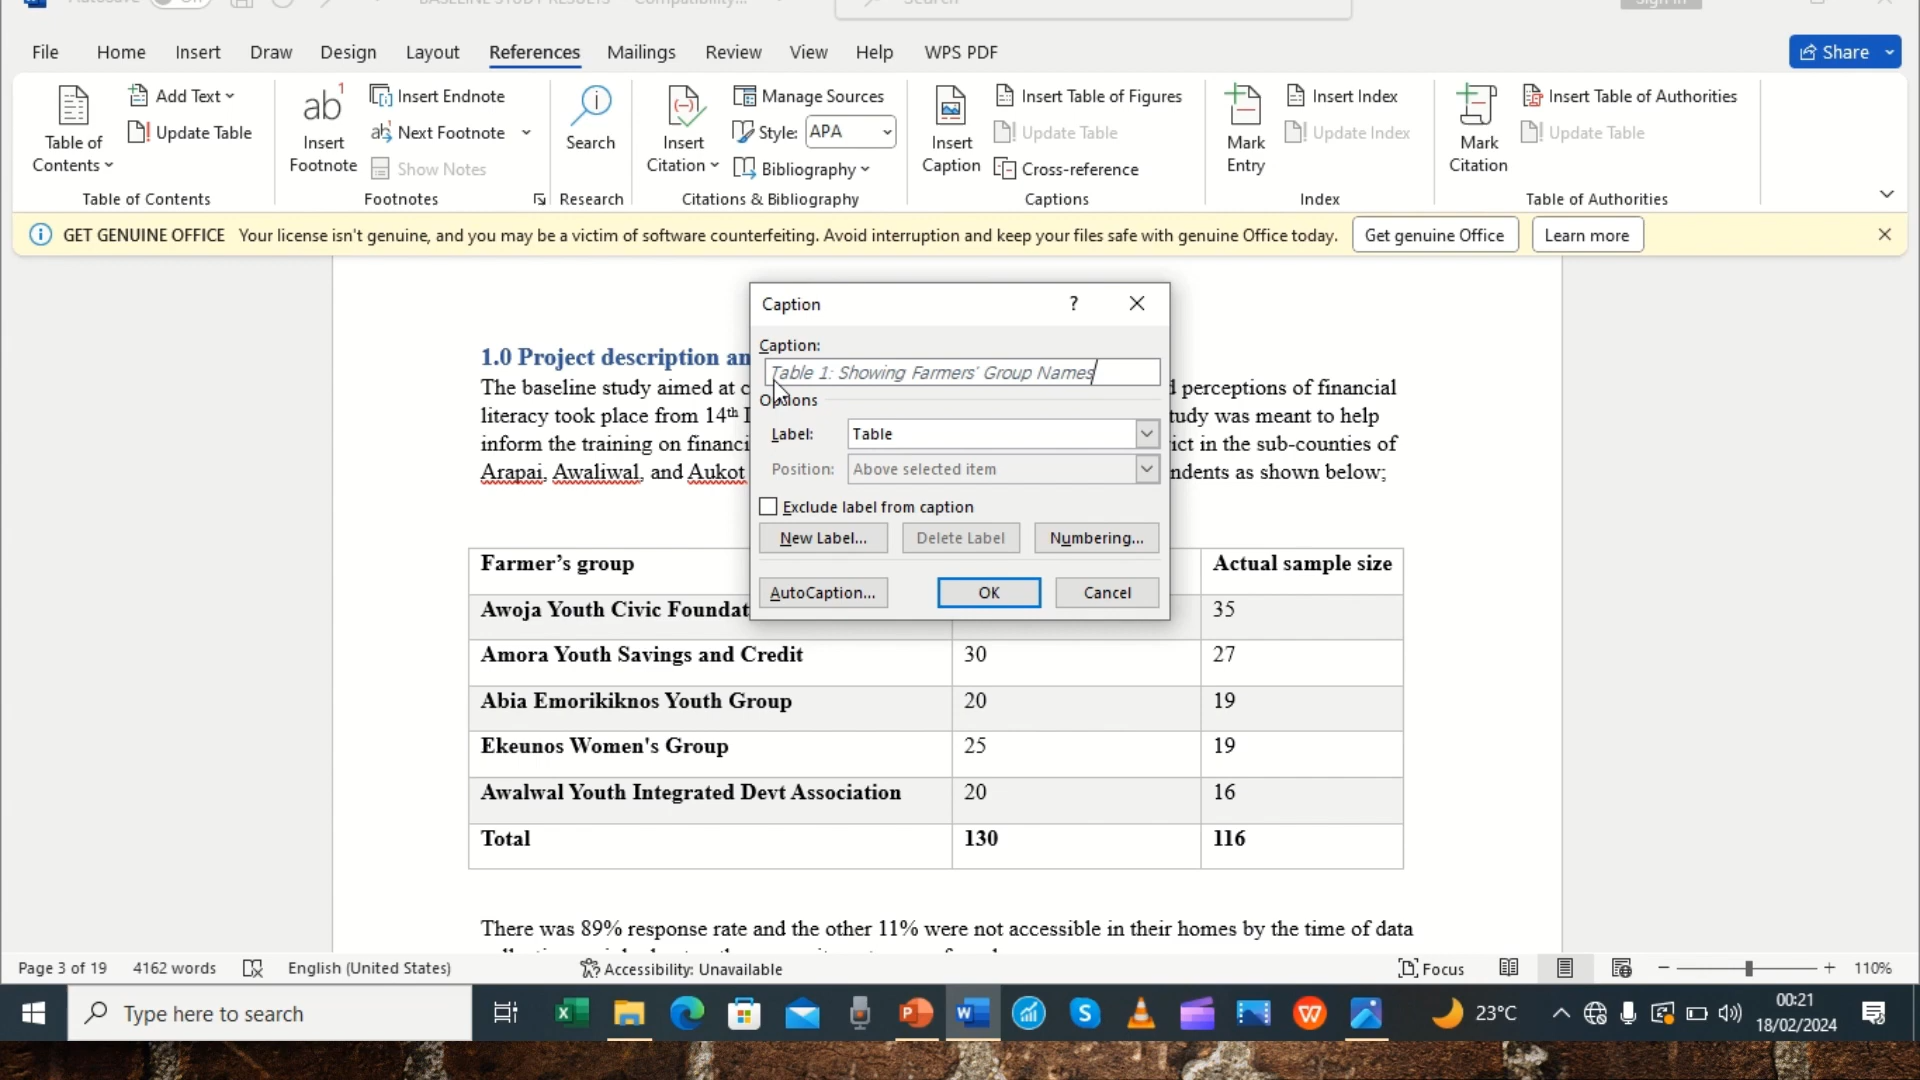 BASELINE STUDY RESULTS - Compatibility...
Search
Sign in
File Home Insert Draw Design Layout References Mailings Review View Help WPS PDF
Share
Table of Contents
Add Text
Update Table
Table of Contents
ab1
Insert Footnote
Insert Endnote
ab Next Footnote
Show Notes
Footnotes
Search
Research
Insert Citation
Manage Sources
Style: APA
Bibliography
Citations & Bibliography
Insert Caption
Insert Table of Figures
Update Table
Cross-reference
Captions
Mark Entry
Insert Index
Update Index
Index
Mark Citation
Insert Table of Authorities
Update Table
Table of Authorities
GET GENUINE OFFICE Your license isn't genuine, and you may be a victim of software counterfeiting. Avoid interruption and keep your files safe with genuine Office today. Get genuine Office Learn more
Caption ?
Caption:
Table 1: Showing Farmers' Group Names
Options
Label: Table
Position: Above selected item
Exclude label from caption
New Label... Delete Label Numbering...
AutoCaption... OK Cancel
1.0 Project description an
The baseline study aimed at c d perceptions of financial
literacy took place from 14th tudy was meant to help
inform the training on financi ict in the sub-counties of
Arapai, Awaliwal, and Aukot ndents as shown below;
Farmer’s group Actual sample size
Awoja Youth Civic Foundat 35
Amora Youth Savings and Credit 30 27
Abia Emorikiknos Youth Group 20 19
Ekeunos Women's Group 25 19
Awalwal Youth Integrated Devt Association 20 16
Total 130 116
There was 89% response rate and the other 11% were not accessible in their homes by the time of data
Page 3 of 19 4162 words English (United States) Accessibility: Unavailable Focus 110%
Type here to search
23°C
00:21
18/02/2024